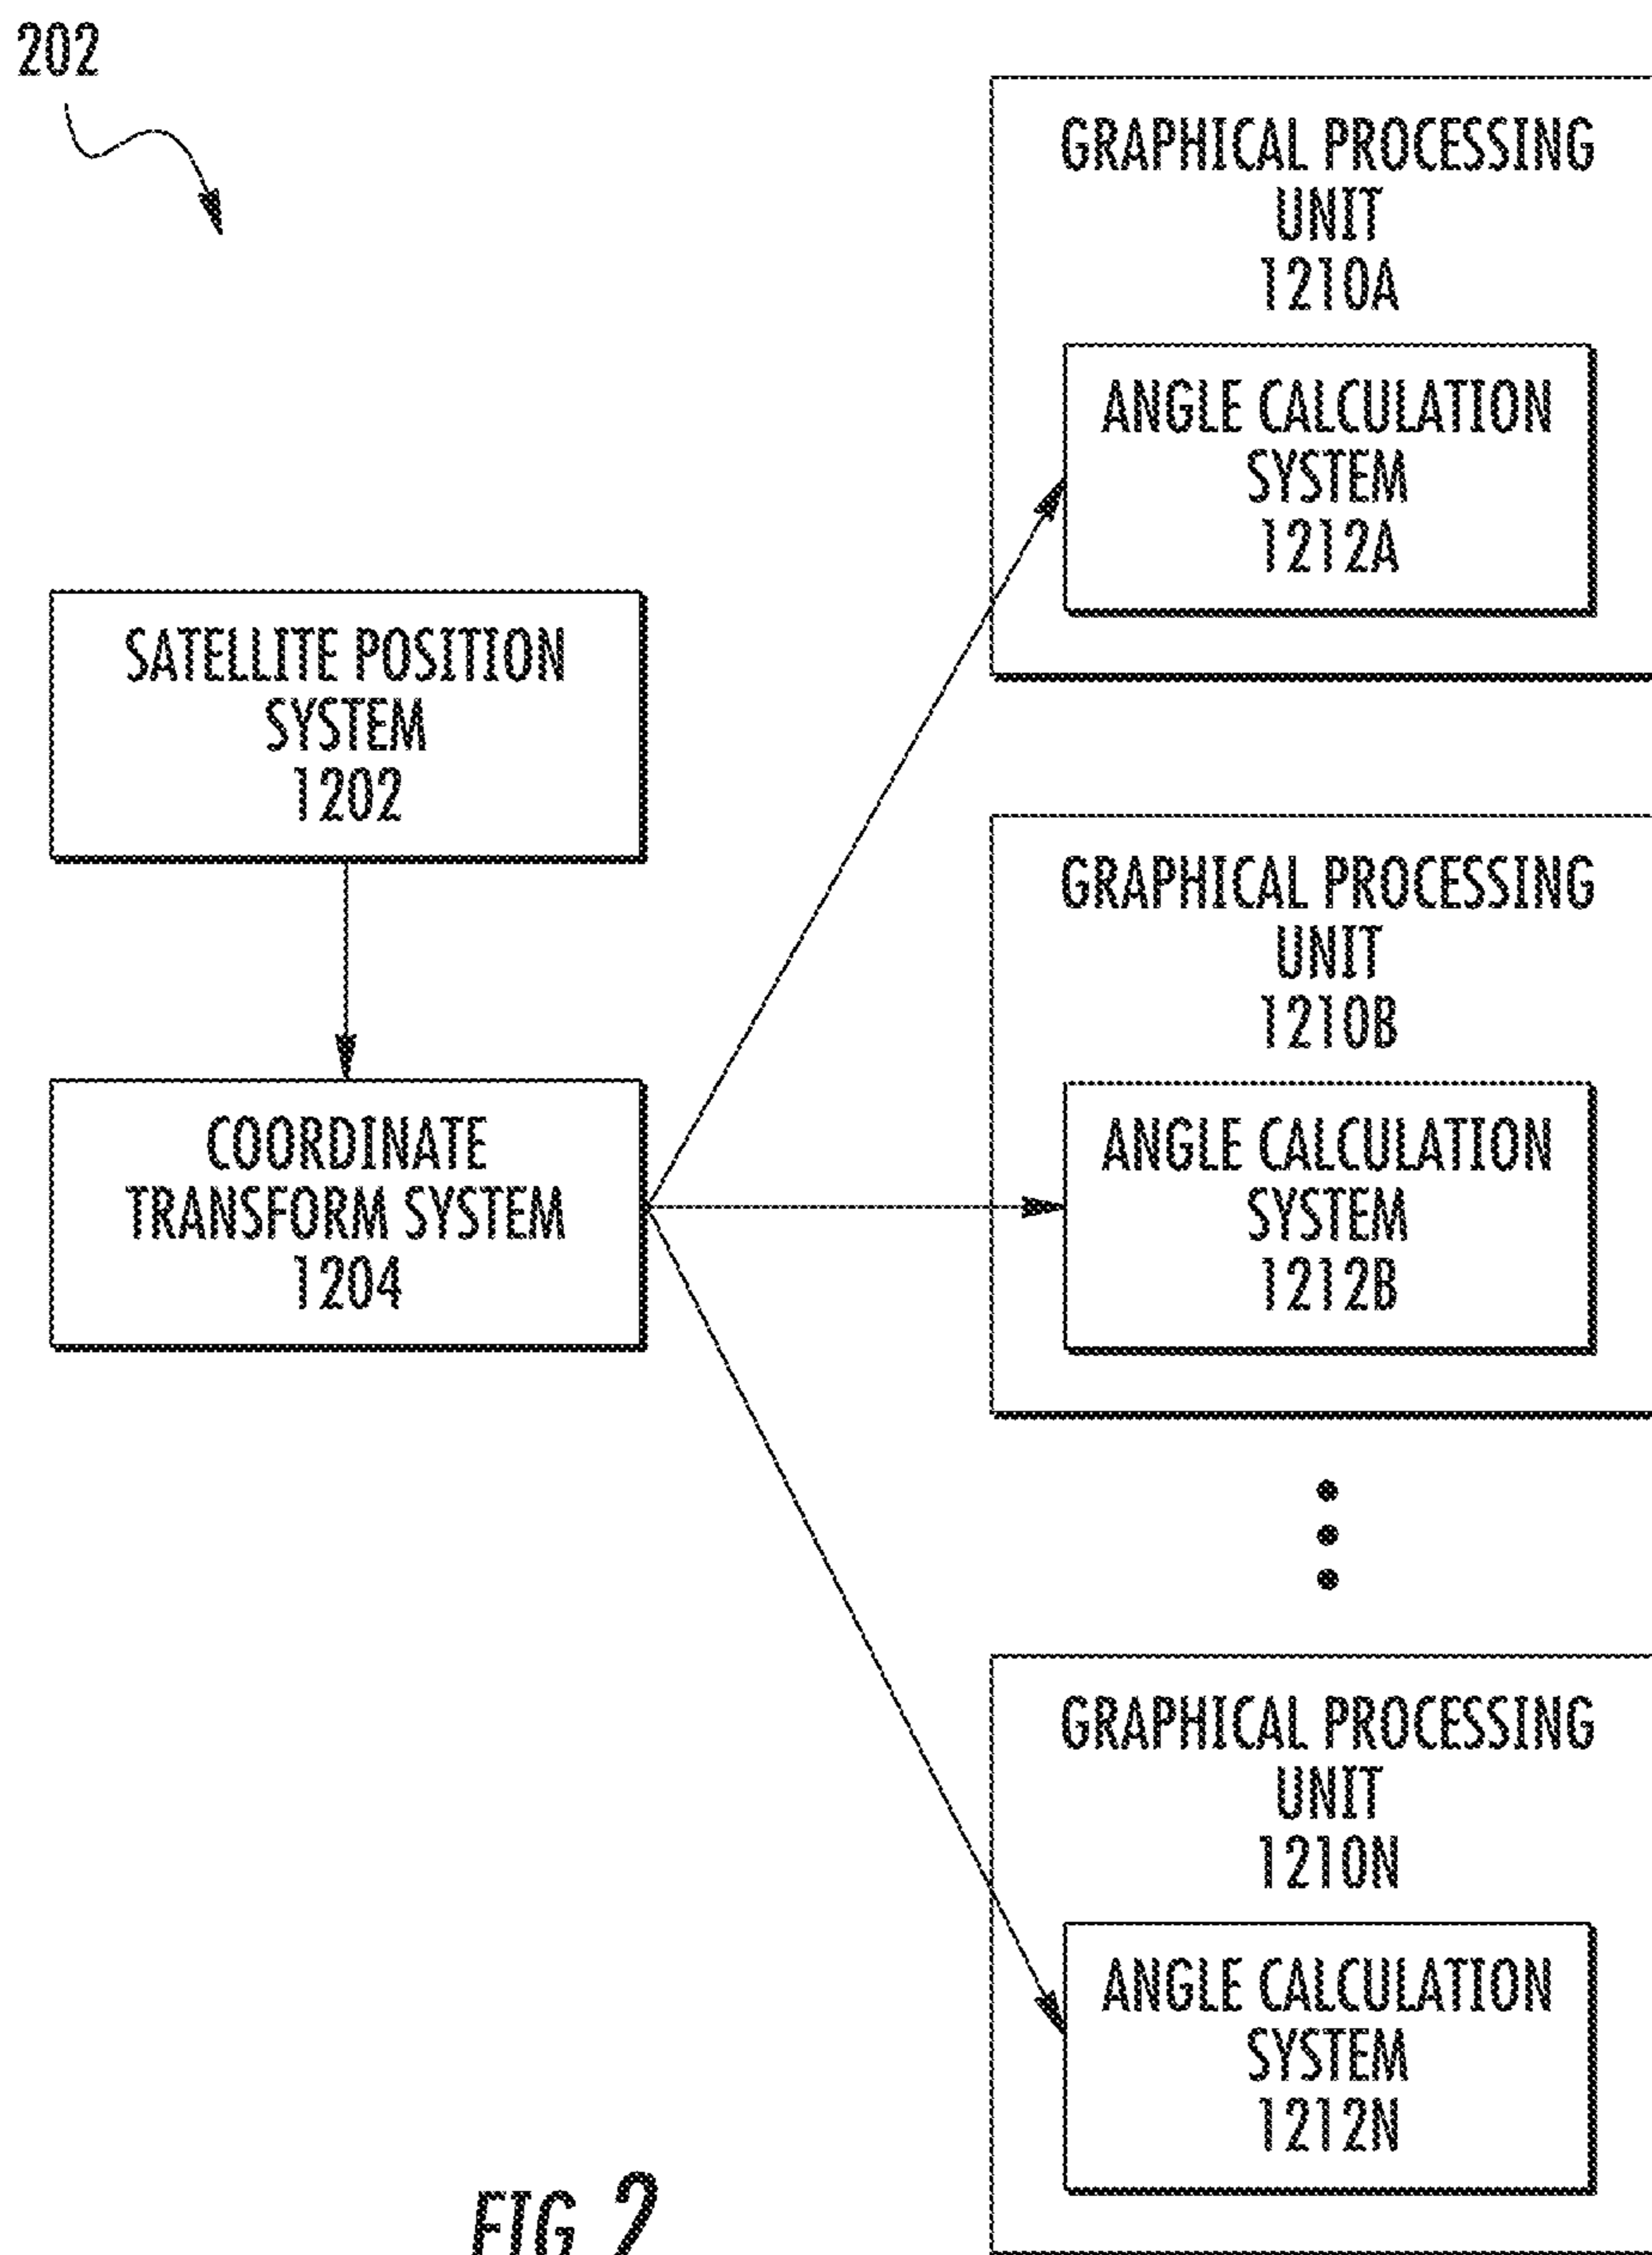 202
GRAPHICAL PROCESSING
UNIT
1210A
ANGLE CALCULATION
SYSTEM
1212A
SATELLITE POSITION
SYSTEM
1202
COORDINATE
TRANSFORM SYSTEM
1204
GRAPHICAL PROCESSING
UNIT
1210B
ANGLE CALCULATION
SYSTEM
1212B
GRAPHICAL PROCESSING
UNIT
1210N
ANGLE CALCULATION
SYSTEM
1212N
FIG 2